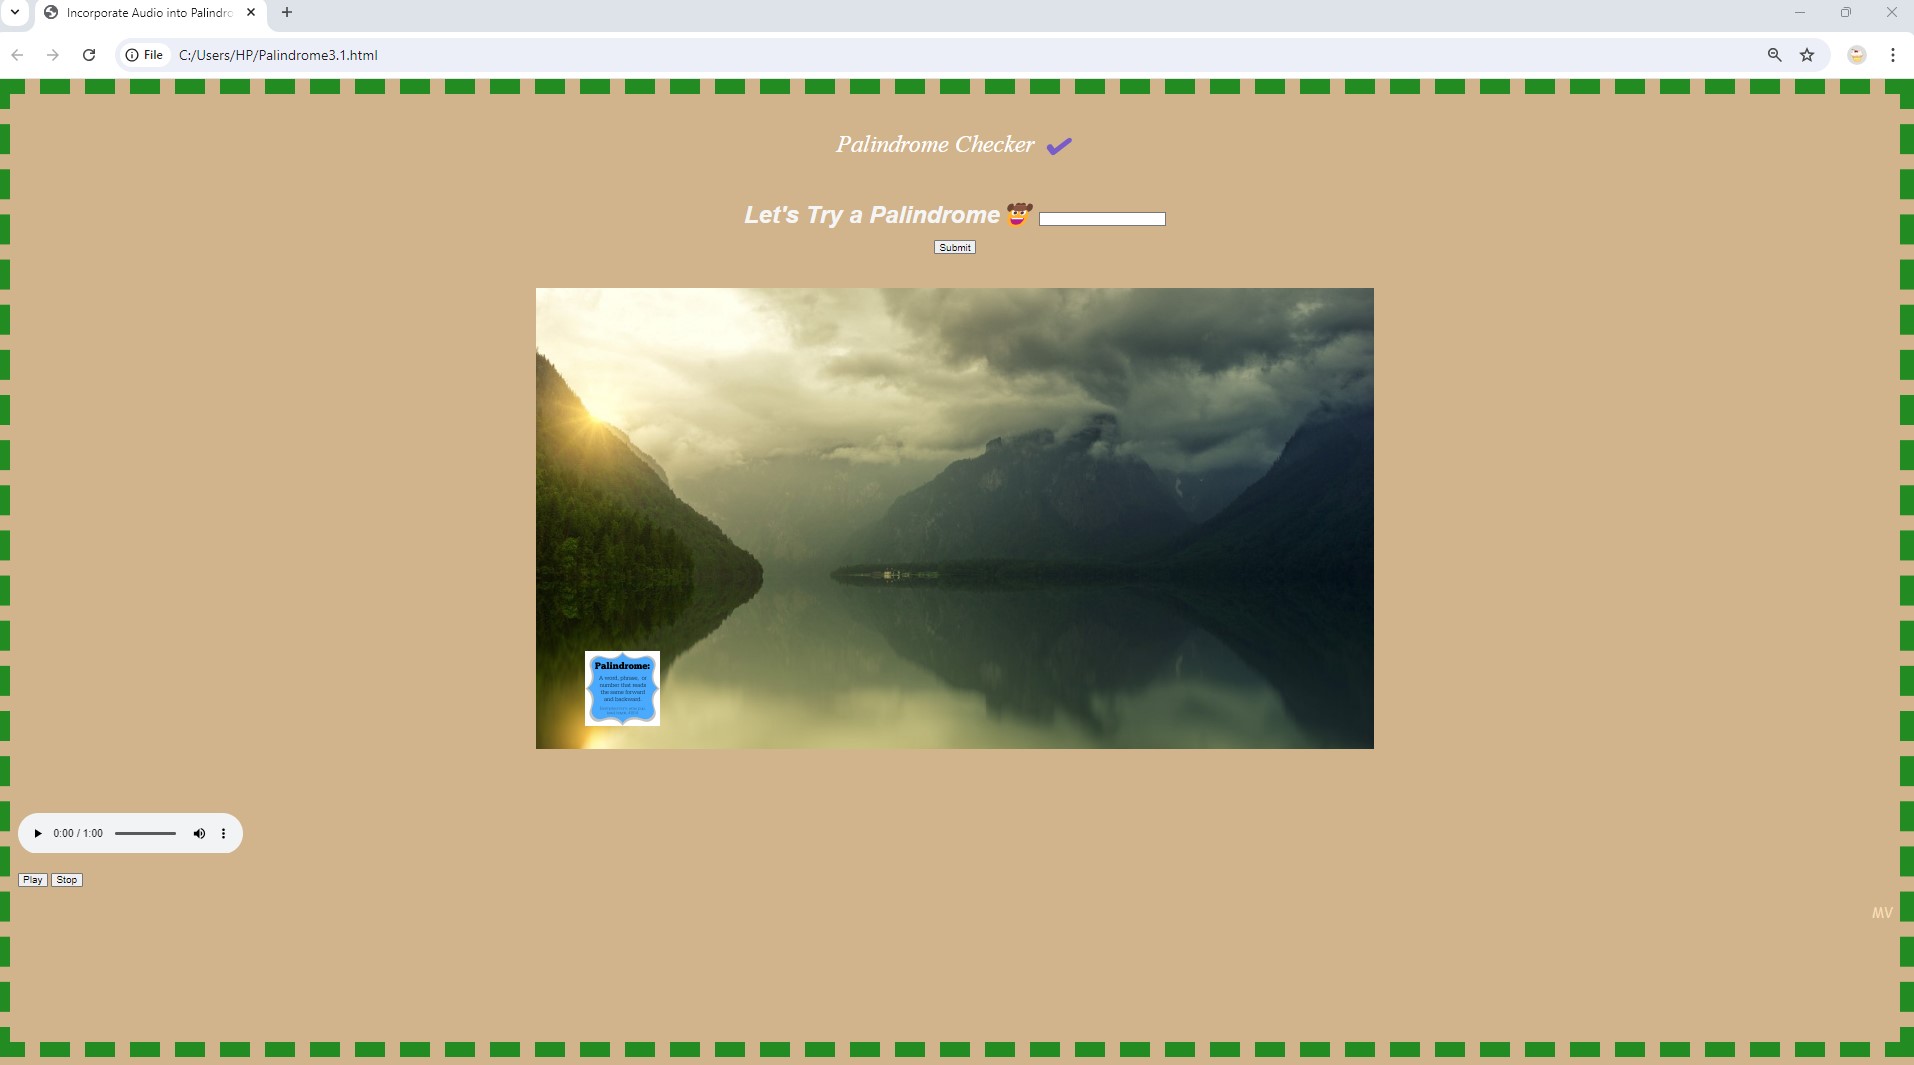 Incorporate Audio into Palindro
File
C:/Users/HP/Palindrome3.1.html
Palindrome Checker
Let's Try a Palindrome
Submit
Palindrome:
A word, phrase, or
number that reads
the same forward
and backward.
0:00 / 1:00
Play Stop
MV